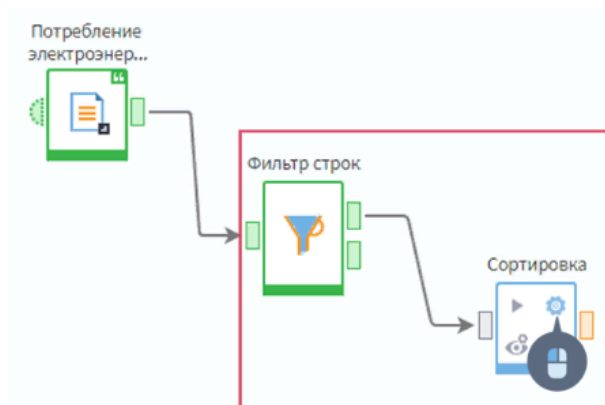 Потребление
электроэнер...
Фильтр строк
Сортировка